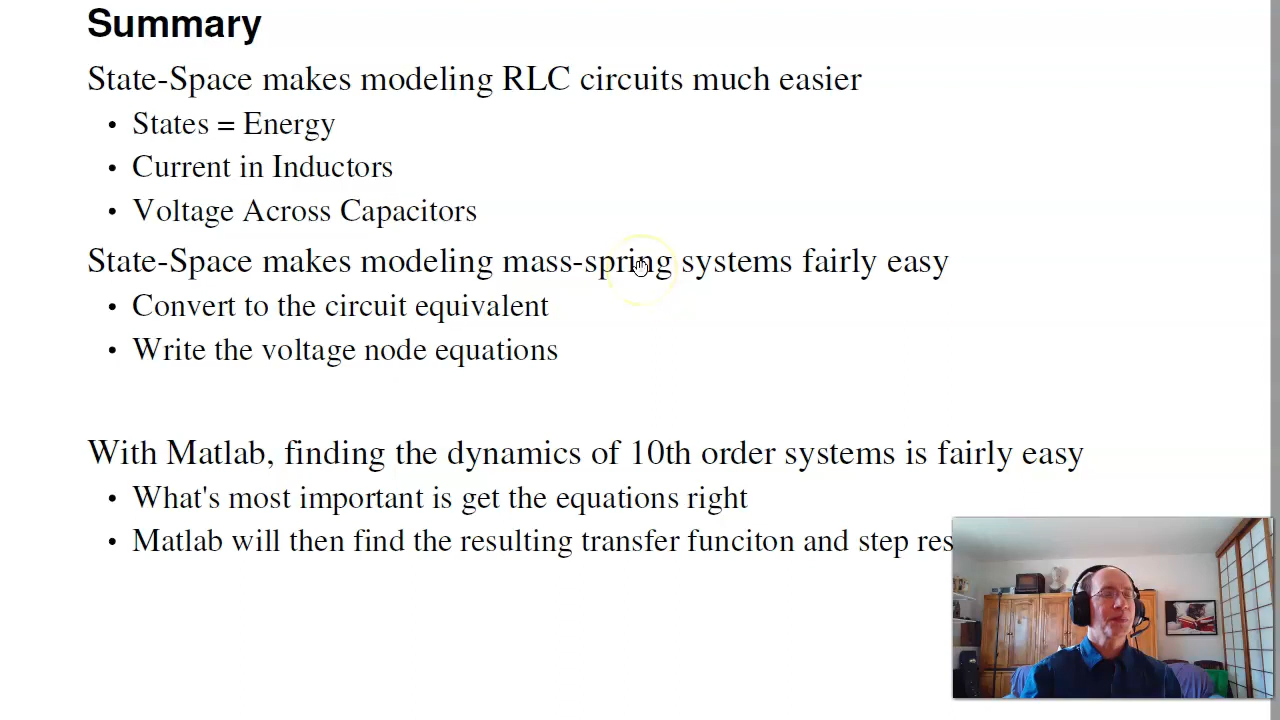 Summary
State-Space makes modeling RLC circuits much easier
• States = Energy
• Current in Inductors
• Voltage Across Capacitors
State-Space makes modeling mass-spring systems fairly easy
• Convert to the circuit equivalent
• Write the voltage node equations
With Matlab, finding the dynamics of 10th order systems is fairly easy
• What's most important is get the equations right
• Matlab will then find the resulting transfer funciton and step res